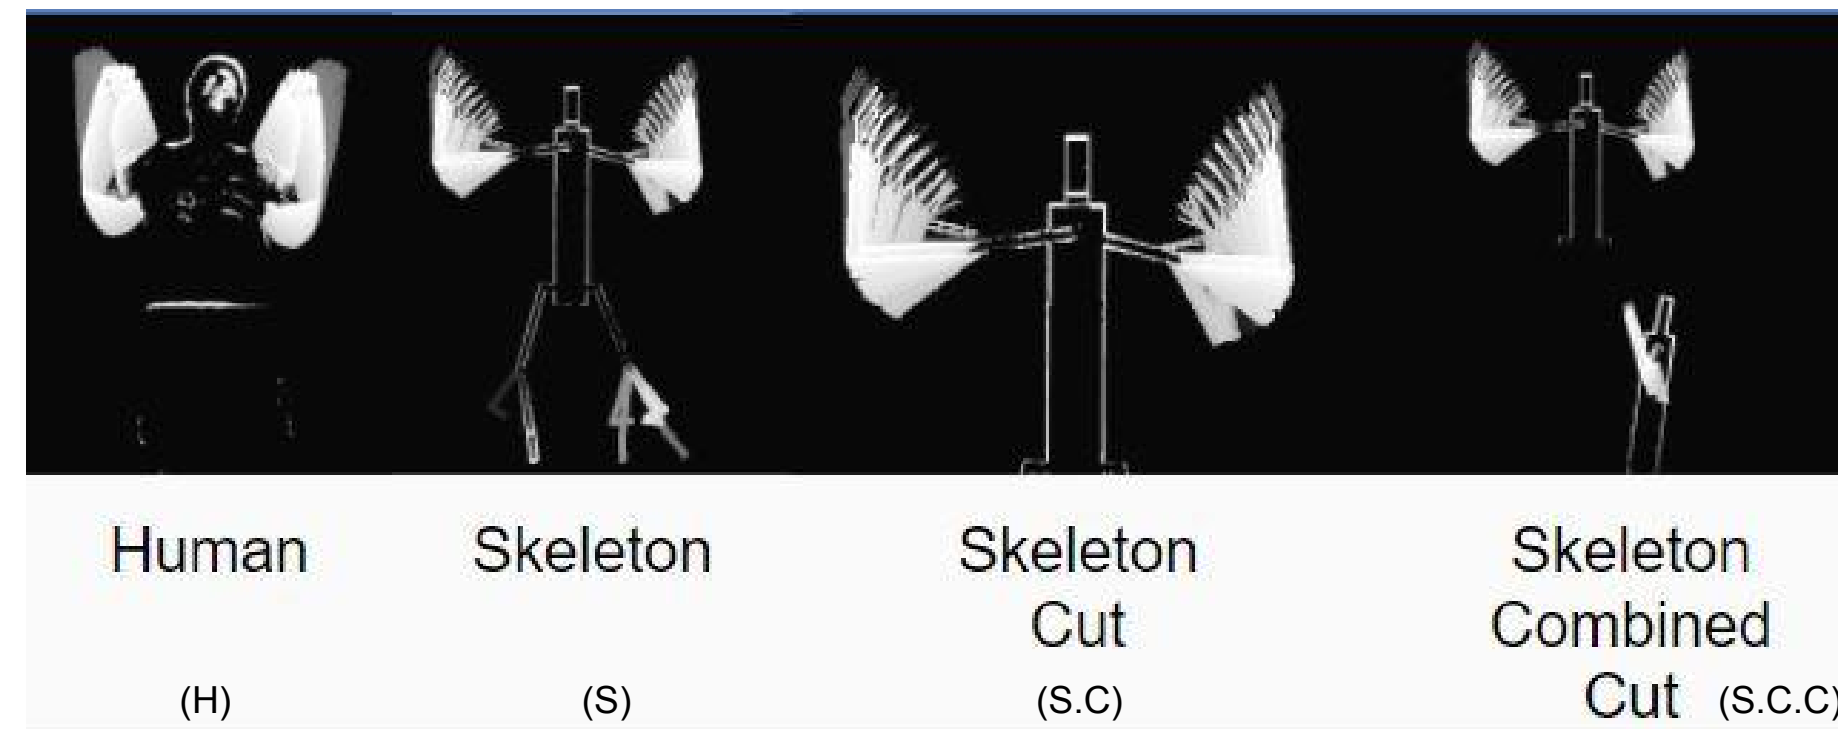 Human
(H)
Skeleton
(S)
Skeleton
Cut
(S.C)
Skeleton
Combined
Cut (S.C.C)